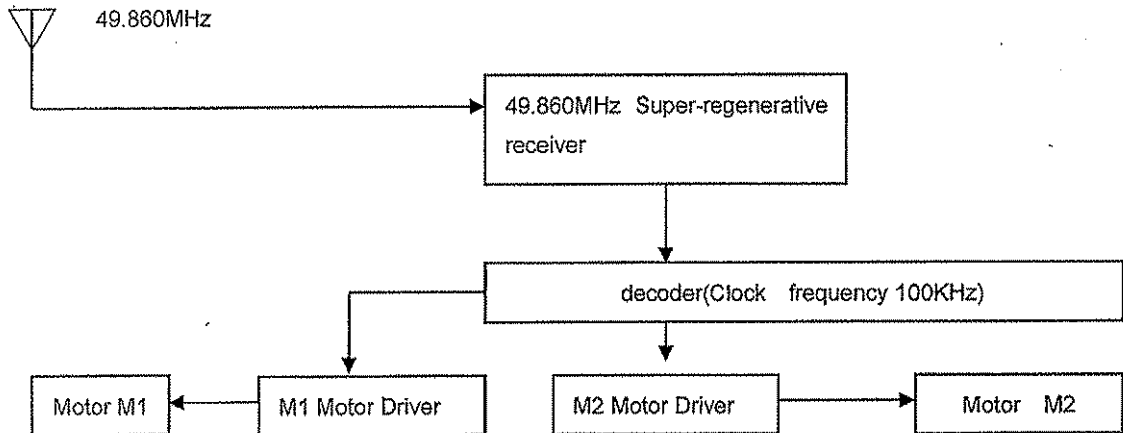 49.860MHz
49.860MHz Super-regenerative
receiver
decoder(Clock frequency 100KHz)
Motor M1
M1 Motor Driver
M2 Motor Driver
Motor M2